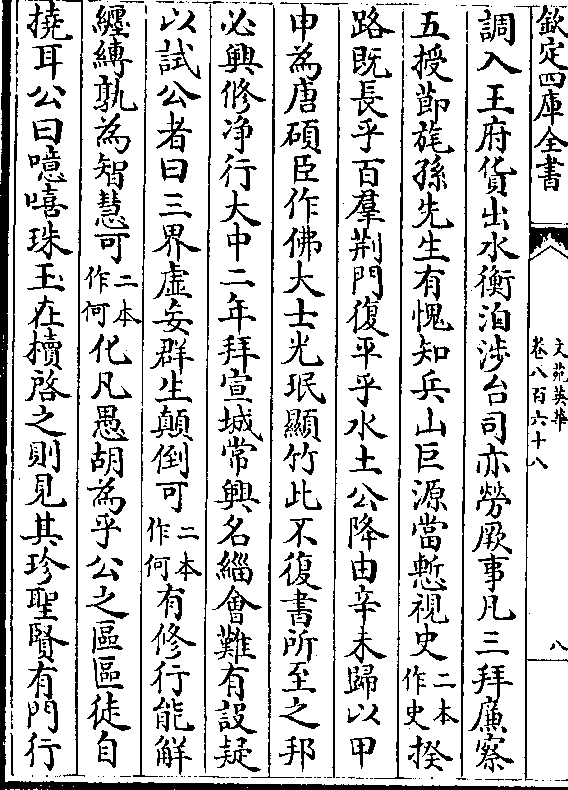 欽定四庫全書
文苑英華
卷八百六十八
八
調入王府貨出水衡洎涉台司亦勞厥事凡三拜廉察
五授節旄孫先生有愧知兵山巨源當慙視史二本作史揆
路既長乎百羣荆門復平乎水土公降由辛未歸以甲
申為唐碩臣作佛大士光珉顯竹此不復書所至之邦
必興修净行大中二年拜宣城常興名緇會難有設疑
以試公者曰三界虛妄群生顛倒可二本作何有修行能解
纏縛孰為智慧可二本作何化凡愚胡為乎公之區區徒自
撓耳公曰噫嘻珠玉在櫝啓之則見其珍聖賢有門行